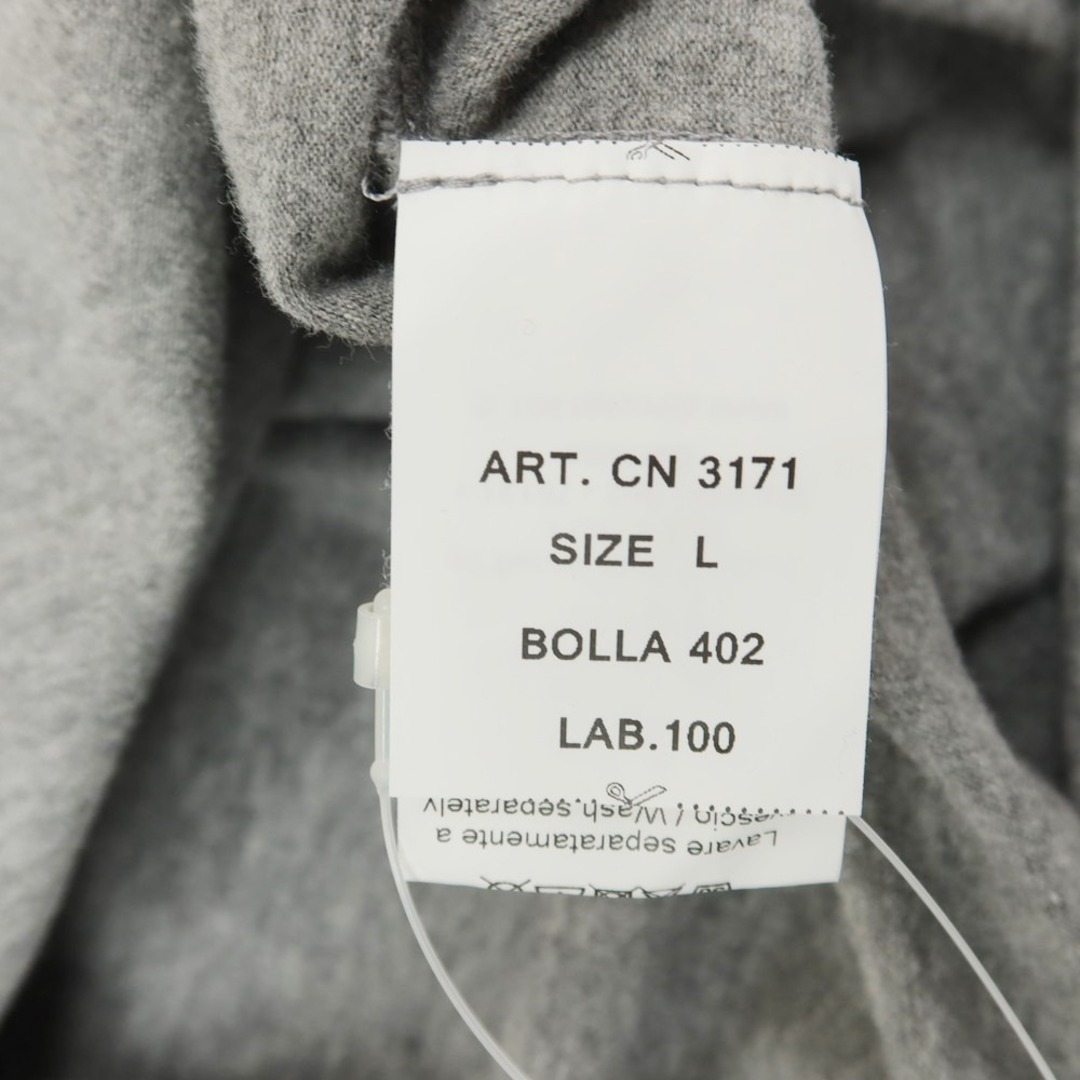 ART. CN 3171
SIZE L
BOLLA 402
LAB.100
Lavare separatamente a
/ Wash separately